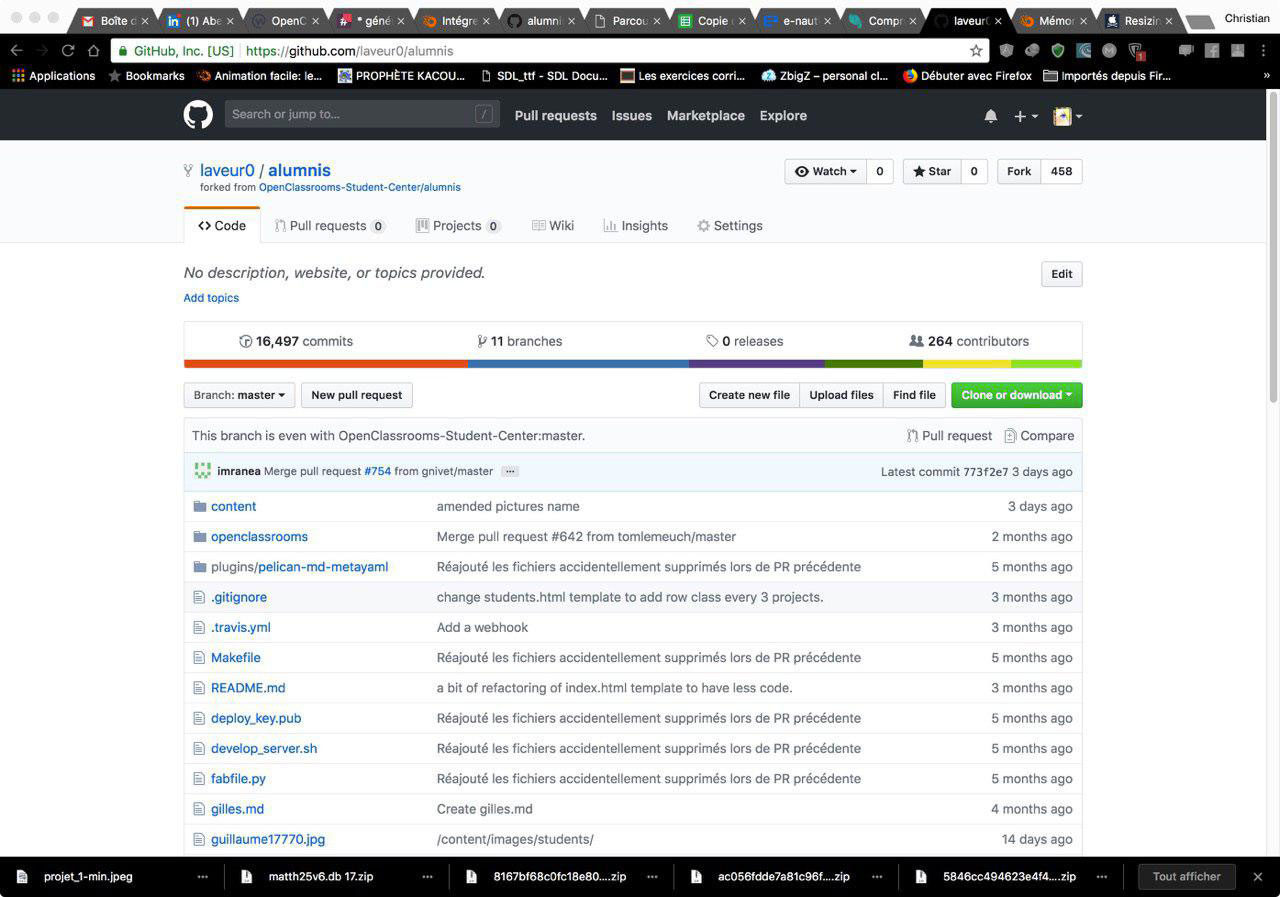 Boîte d
(1) Abe
OpenC
* géné
Intégre
alumni
Parcou
Copie d
e-naut
Compr
laveur0
Mémor
Resizin
Christian
GitHub, Inc. [US] https://github.com/laveur0/alumnis
Applications Bookmarks Animation facile: le... PROPHÈTE KACOU... SDL_ttf - SDL Docu... Les exercices corri... ZbigZ – personal cl... Débuter avec Firefox Importés depuis Fir... »
Search or jump to... / Pull requests Issues Marketplace Explore
laveur0 / alumnis Watch 0 Star 0 Fork 458
forked from OpenClassrooms-Student-Center/alumnis
Code Pull requests 0 Projects 0 Wiki Insights Settings
No description, website, or topics provided. Edit
Add topics
16,497 commits 11 branches 0 releases 264 contributors
Branch: master New pull request Create new file Upload files Find file Clone or download
This branch is even with OpenClassrooms-Student-Center:master. Pull request Compare
imranea Merge pull request #754 from gnivet/master ... Latest commit 773f2e7 3 days ago
content amended pictures name 3 days ago
openclassrooms Merge pull request #642 from tomlemeuch/master 2 months ago
plugins/pelican-md-metayaml Réajouté les fichiers accidentellement supprimés lors de PR précédente 5 months ago
.gitignore change students.html template to add row class every 3 projects. 3 months ago
.travis.yml Add a webhook 3 months ago
Makefile Réajouté les fichiers accidentellement supprimés lors de PR précédente 5 months ago
README.md a bit of refactoring of index.html template to have less code. 3 months ago
deploy_key.pub Réajouté les fichiers accidentellement supprimés lors de PR précédente 5 months ago
develop_server.sh Réajouté les fichiers accidentellement supprimés lors de PR précédente 5 months ago
fabfile.py Réajouté les fichiers accidentellement supprimés lors de PR précédente 5 months ago
gilles.md Create gilles.md 4 months ago
guillaume17770.jpg /content/images/students/ 14 days ago
projet_1-min.jpeg ... matth25v6.db 17.zip ... 8167bf68c0fc18e80....zip ... ac056fdde7a81c96f....zip ... 5846cc494623e4f4....zip ... Tout afficher